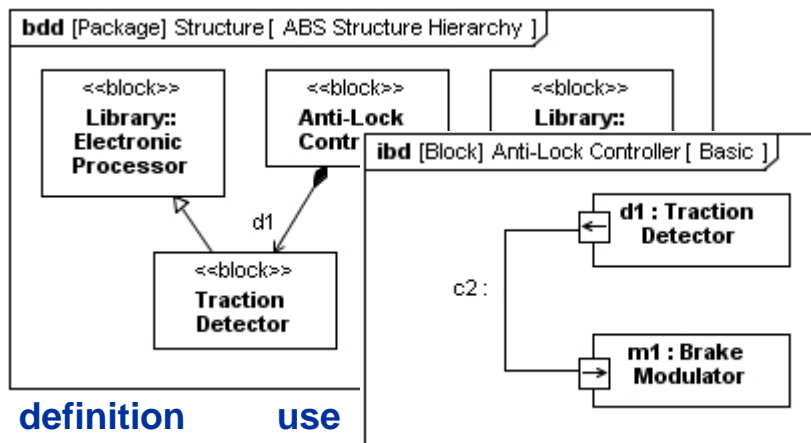 bdd [Package] Structure [ ABS Structure Hierarchy ]
<<block>>
Library::
Electronic
Processor
<<block>>
Anti-Lock
Contr
<<block>>
Library::
d1
<<block>>
Traction
Detector
ibd [Block] Anti-Lock Controller [ Basic ]
d1 : Traction
Detector
c2 :
m1 : Brake
Modulator
definition use